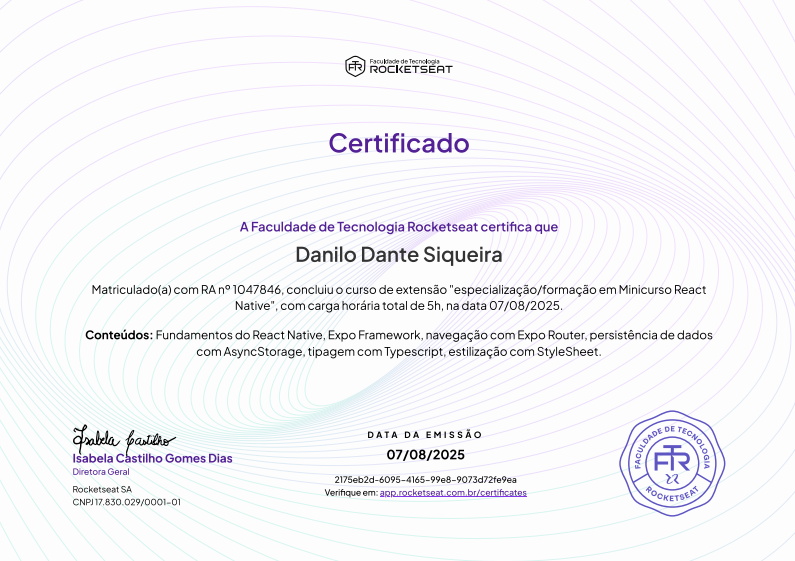 Faculdade de Tecnologia
ROCKETSEAT
Certificado
A Faculdade de Tecnologia Rocketseat certifica que
Danilo Dante Siqueira
Matriculado(a) com RA nº 1047846, concluiu o curso de extensão "especialização/formação em Minicurso React
Native", com carga horária total de 5h, na data 07/08/2025.
Conteúdos: Fundamentos do React Native, Expo Framework, navegação com Expo Router, persistência de dados
com AsyncStorage, tipagem com Typescript, estilização com StyleSheet.
Isabela Castilho
Isabela Castilho Gomes Dias
Diretora Geral
Rocketseat SA
CNPJ 17.830.029/0001-01
DATA DA EMISSÃO
07/08/2025
2175eb2d-6095-4165-99e8-9073d72fe9ea
Verifique em: app.rocketseat.com.br/certificates
FACULDADE DE TECNOLOGIA
FTR
ROCKETSEAT